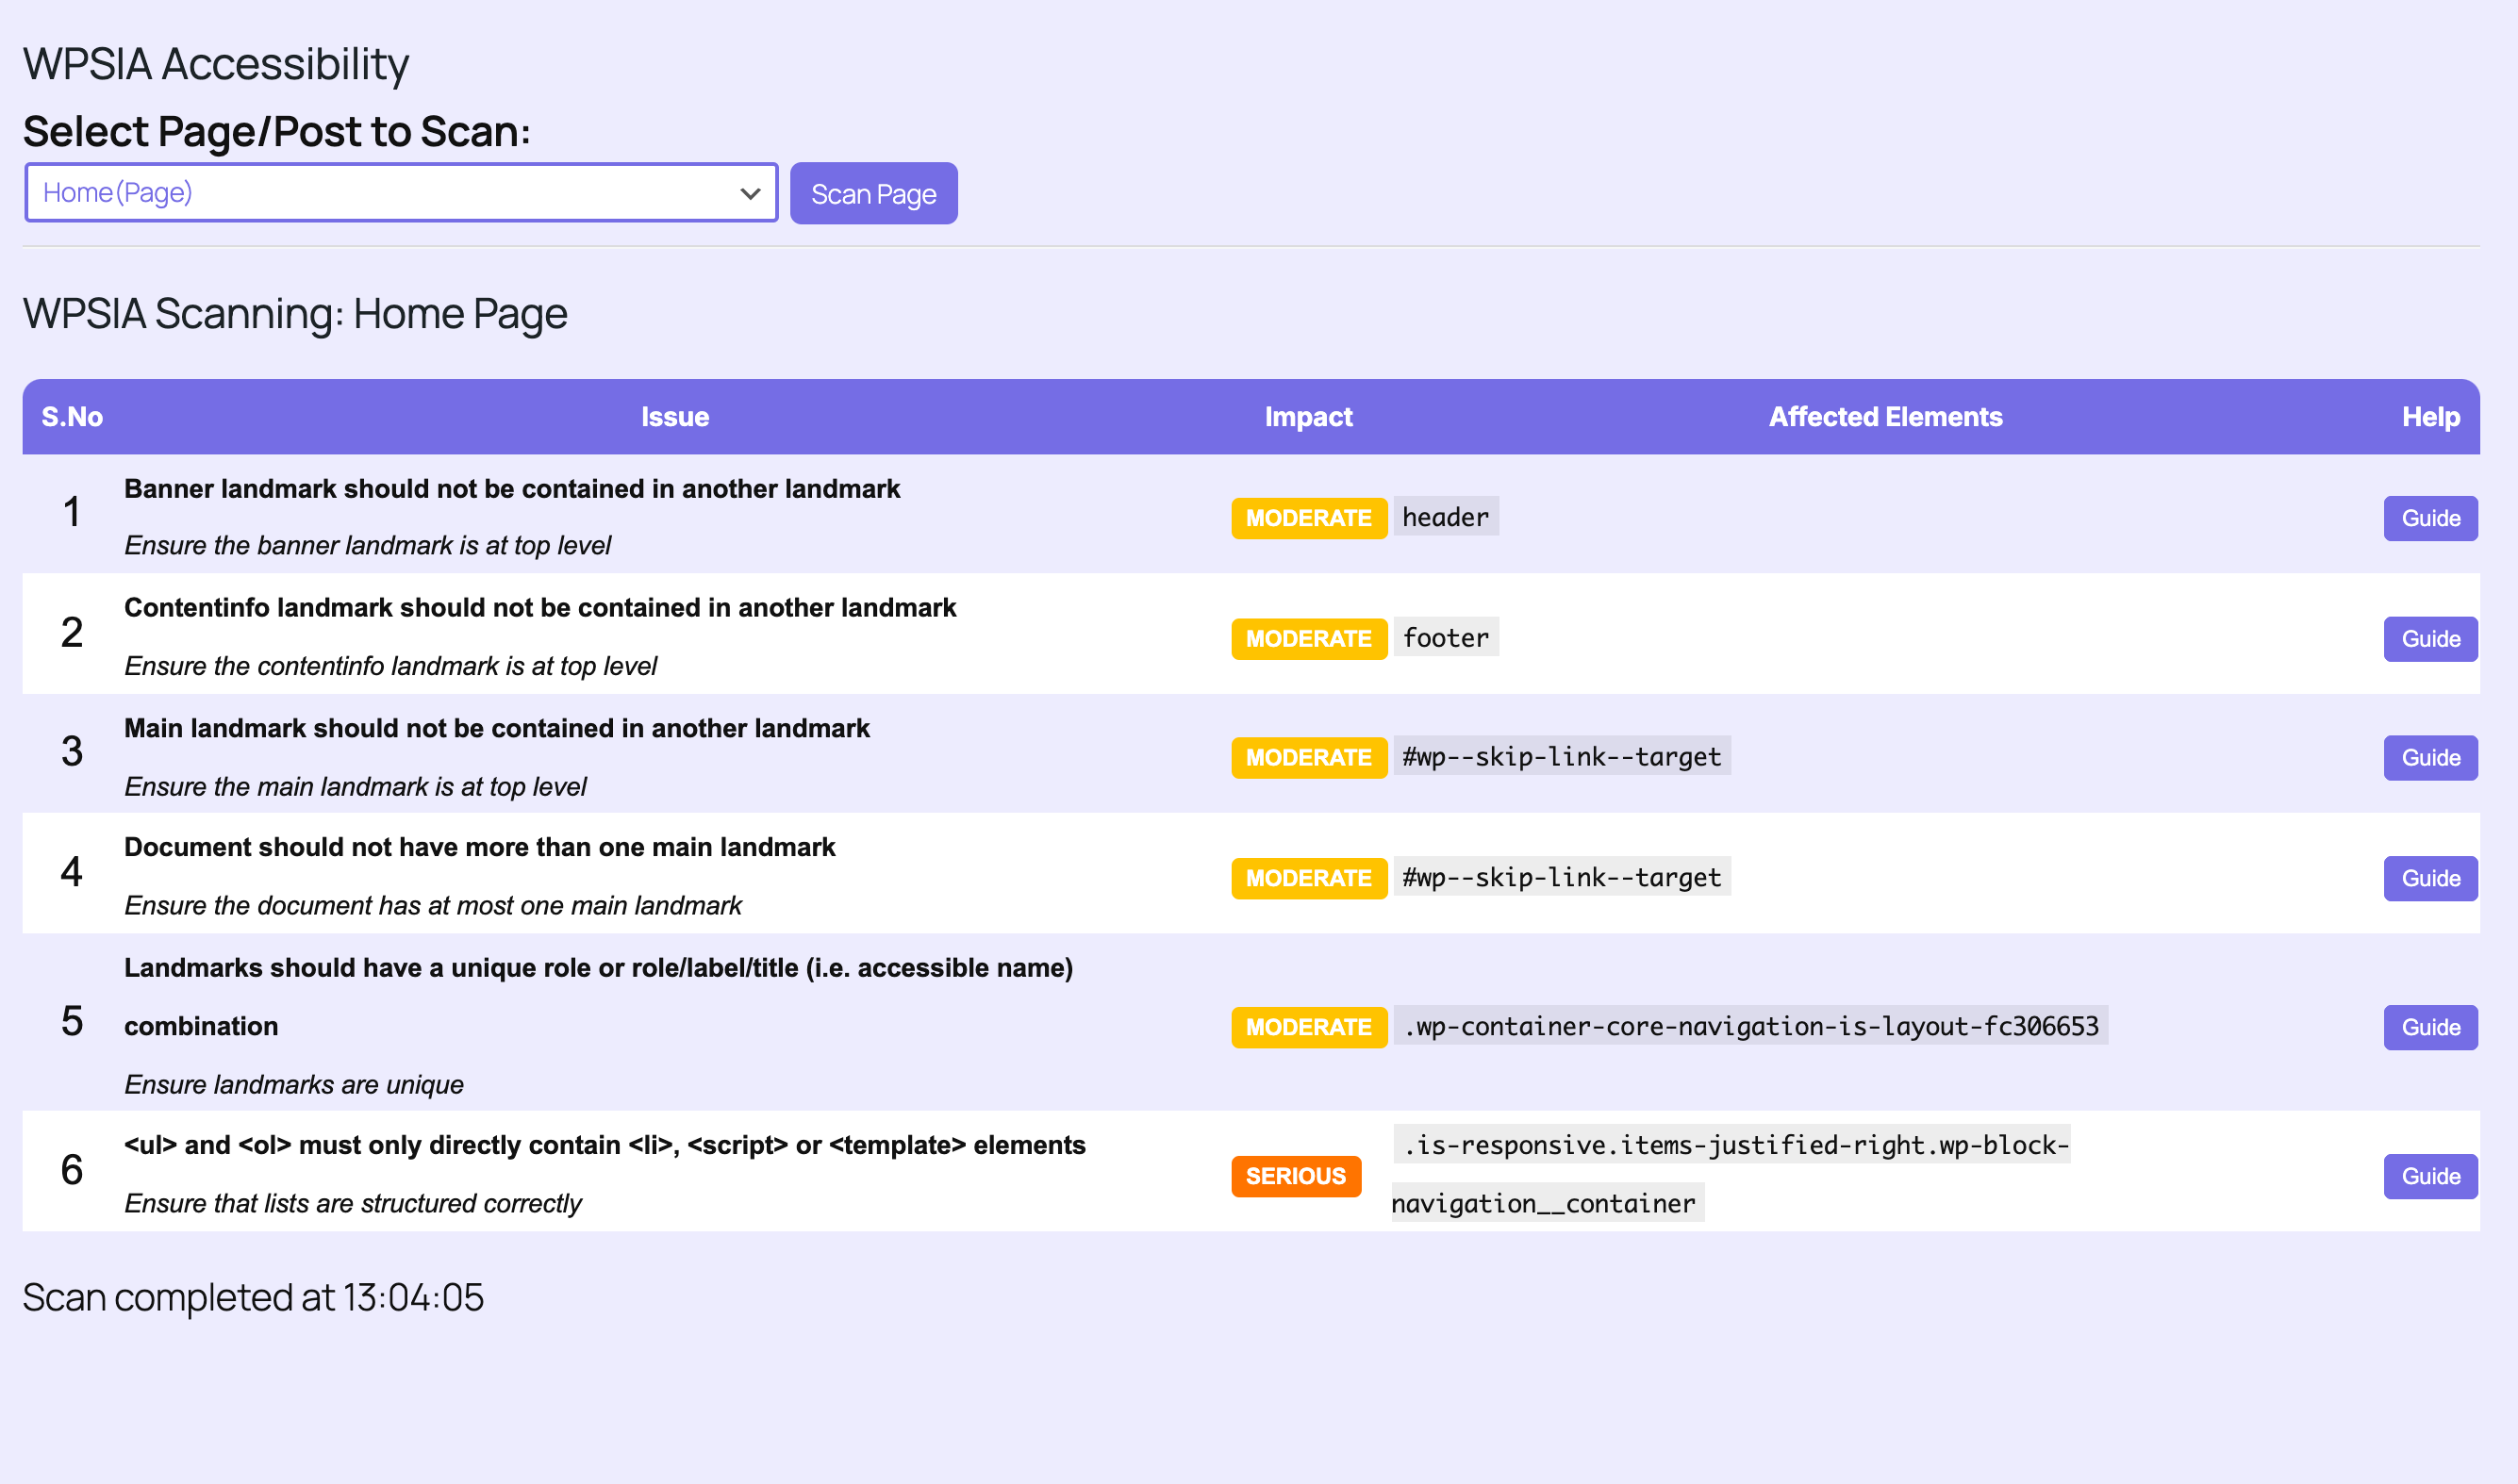 WPSIA Accessibility
Select Page/Post to Scan:
Home(Page)
Scan Page
WPSIA Scanning: Home Page
S.No Issue Impact Affected Elements Help
1
Banner landmark should not be contained in another landmark
Ensure the banner landmark is at top level
MODERATE
header
Guide
2
Contentinfo landmark should not be contained in another landmark
Ensure the contentinfo landmark is at top level
MODERATE
footer
Guide
3
Main landmark should not be contained in another landmark
Ensure the main landmark is at top level
MODERATE
#wp--skip-link--target
Guide
4
Document should not have more than one main landmark
Ensure the document has at most one main landmark
MODERATE
#wp--skip-link--target
Guide
5
Landmarks should have a unique role or role/label/title (i.e. accessible name)
combination
Ensure landmarks are unique
MODERATE
.wp-container-core-navigation-is-layout-fc306653
Guide
6
<ul> and <ol> must only directly contain <li>, <script> or <template> elements
Ensure that lists are structured correctly
SERIOUS
.is-responsive.items-justified-right.wp-block-
navigation__container
Guide
Scan completed at 13:04:05